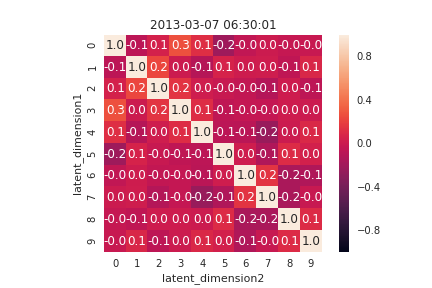 2013-03-07 06:30:01
0 1.0 -0.1 0.1 0.3 0.1 -0.2 -0.0 0.0 -0.0 -0.0
1 -0.1 1.0 0.2 0.0 -0.1 0.1 0.0 0.0 -0.1 0.1
2 0.1 0.2 1.0 0.2 0.0 -0.0 -0.0 -0.1 0.0 -0.1
3 0.3 0.0 0.2 1.0 0.1 -0.1 -0.0 -0.0 0.0 0.0
4 0.1 -0.1 0.0 0.1 1.0 -0.1 -0.1 -0.2 0.0 0.1
5 -0.2 0.1 -0.0 -0.1 -0.1 1.0 0.0 -0.1 0.1 0.0
6 -0.0 0.0 -0.0 -0.0 -0.1 0.0 1.0 0.2 -0.2 -0.1
7 0.0 0.0 -0.1 -0.0 -0.2 -0.1 0.2 1.0 -0.2 -0.0
8 -0.0 -0.1 0.0 0.0 0.0 0.1 -0.2 -0.2 1.0 0.1
9 -0.0 0.1 -0.1 0.0 0.1 0.0 -0.1 -0.0 0.1 1.0
0 1 2 3 4 5 6 7 8 9
latent_dimension2
latent_dimension1
0.8
0.4
0.0
−0.4
−0.8